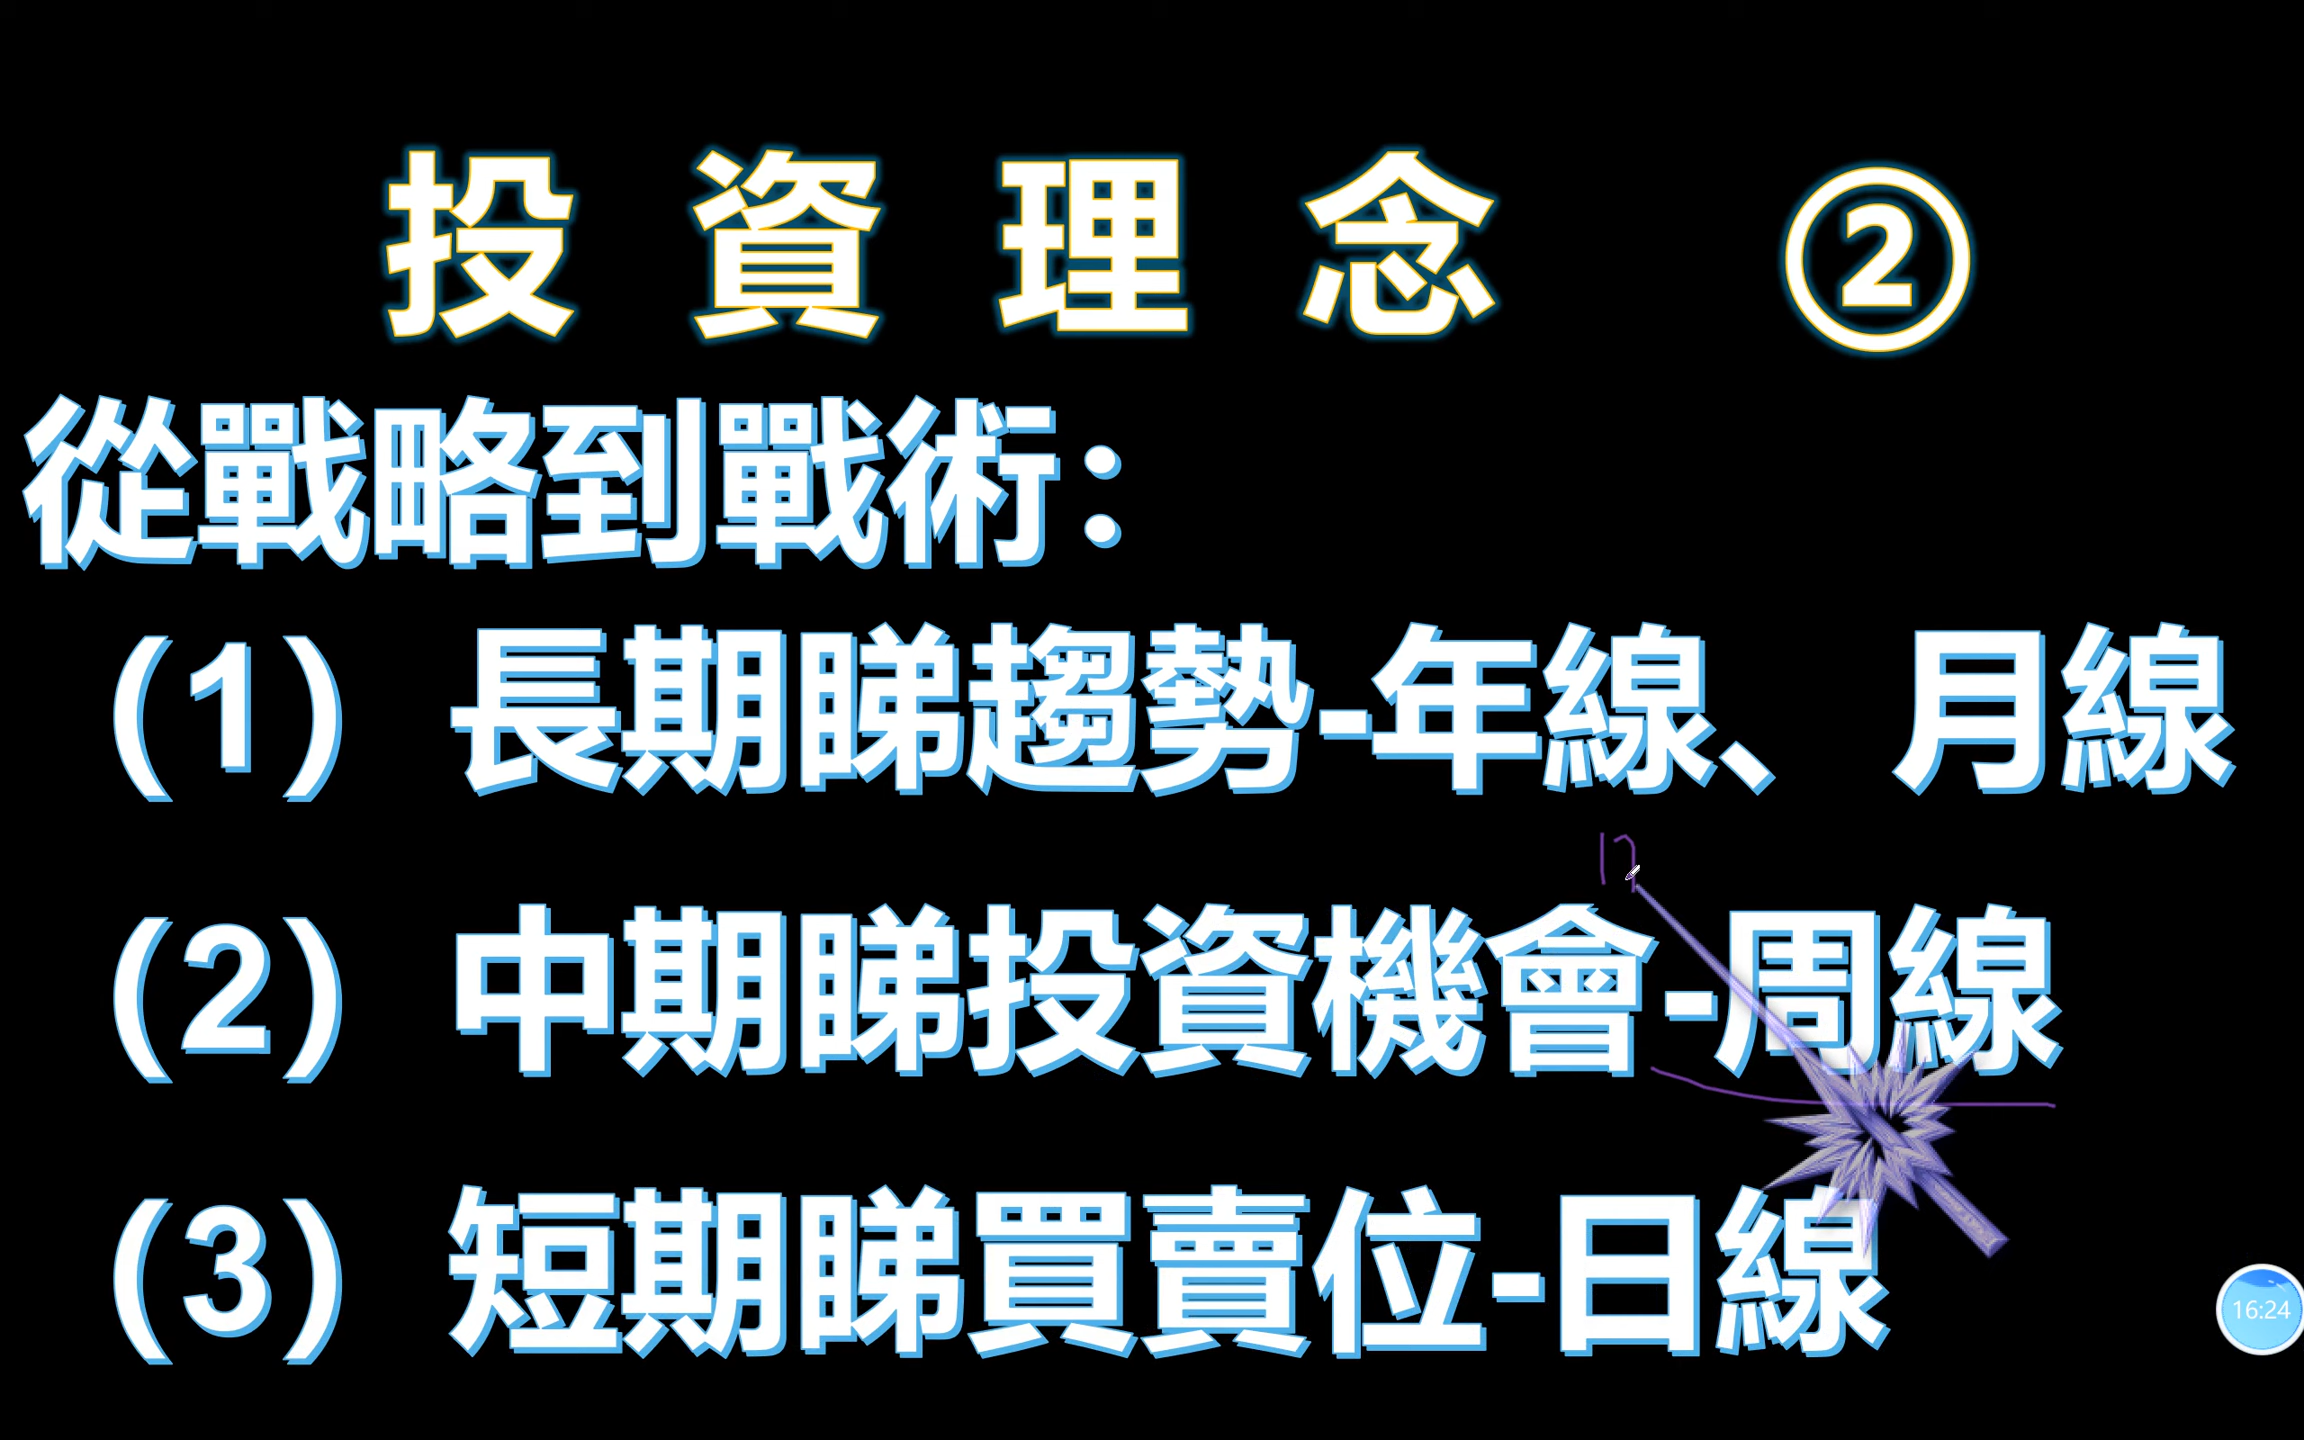 投資理念 ②
從戰略到戰術：
(1) 長期睇趨勢-年線、月線
(2) 中期睇投資機會-周線
(3) 短期睇買賣位-日線
16:24